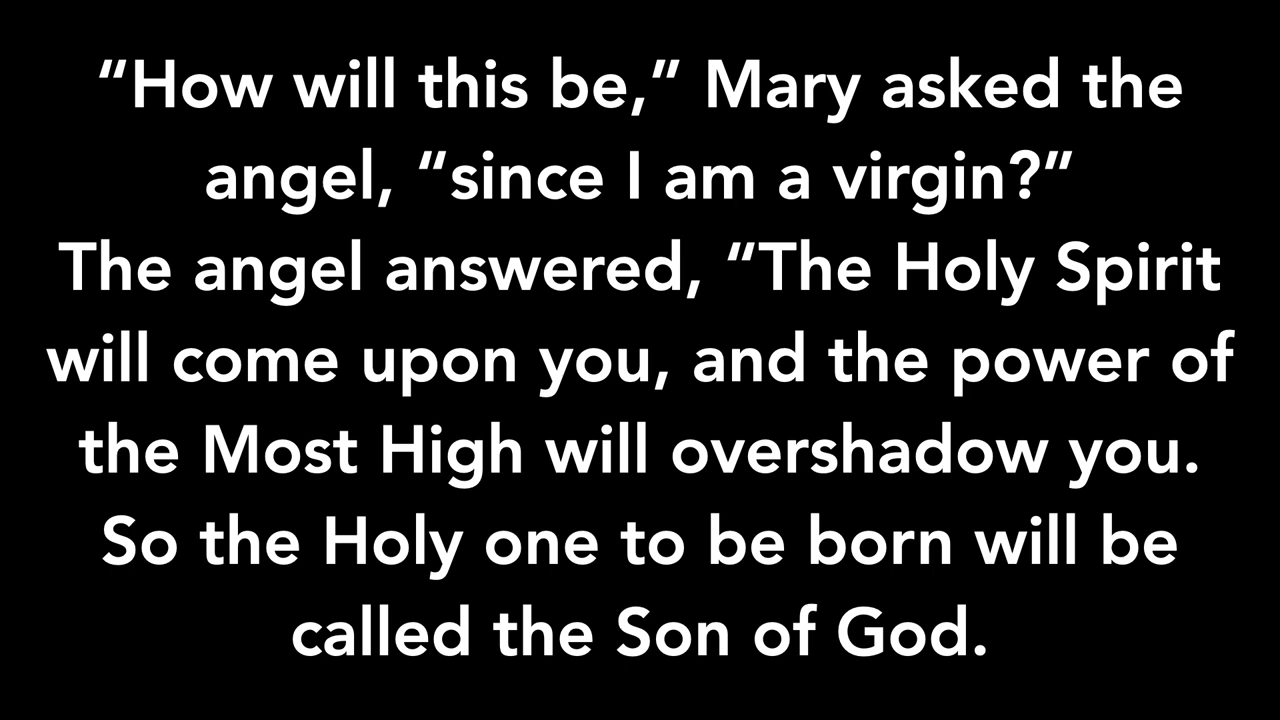 “How will this be,” Mary asked the
angel, “since I am a virgin?”
The angel answered, “The Holy Spirit
will come upon you, and the power of
the Most High will overshadow you.
So the Holy one to be born will be
called the Son of God.